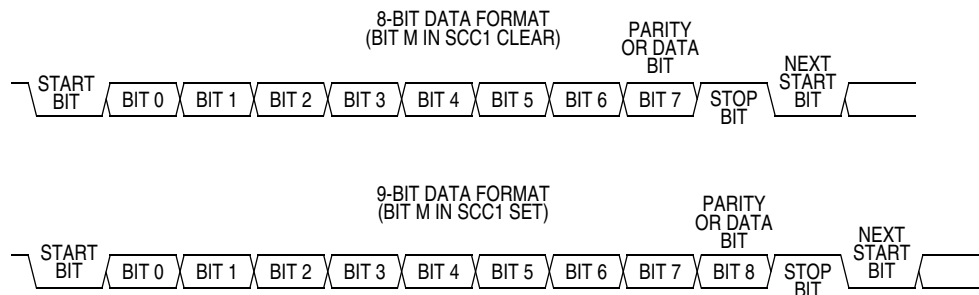 8-BIT DATA FORMAT
(BIT M IN SCC1 CLEAR)
PARITY
OR DATA
BIT
NEXT
START
BIT
START
BIT
BIT 0
BIT 1
BIT 2
BIT 3
BIT 4
BIT 5
BIT 6
BIT 7
STOP
BIT
9-BIT DATA FORMAT
(BIT M IN SCC1 SET)
PARITY
OR DATA
BIT
NEXT
START
BIT
START
BIT
BIT 0
BIT 1
BIT 2
BIT 3
BIT 4
BIT 5
BIT 6
BIT 7
BIT 8
STOP
BIT